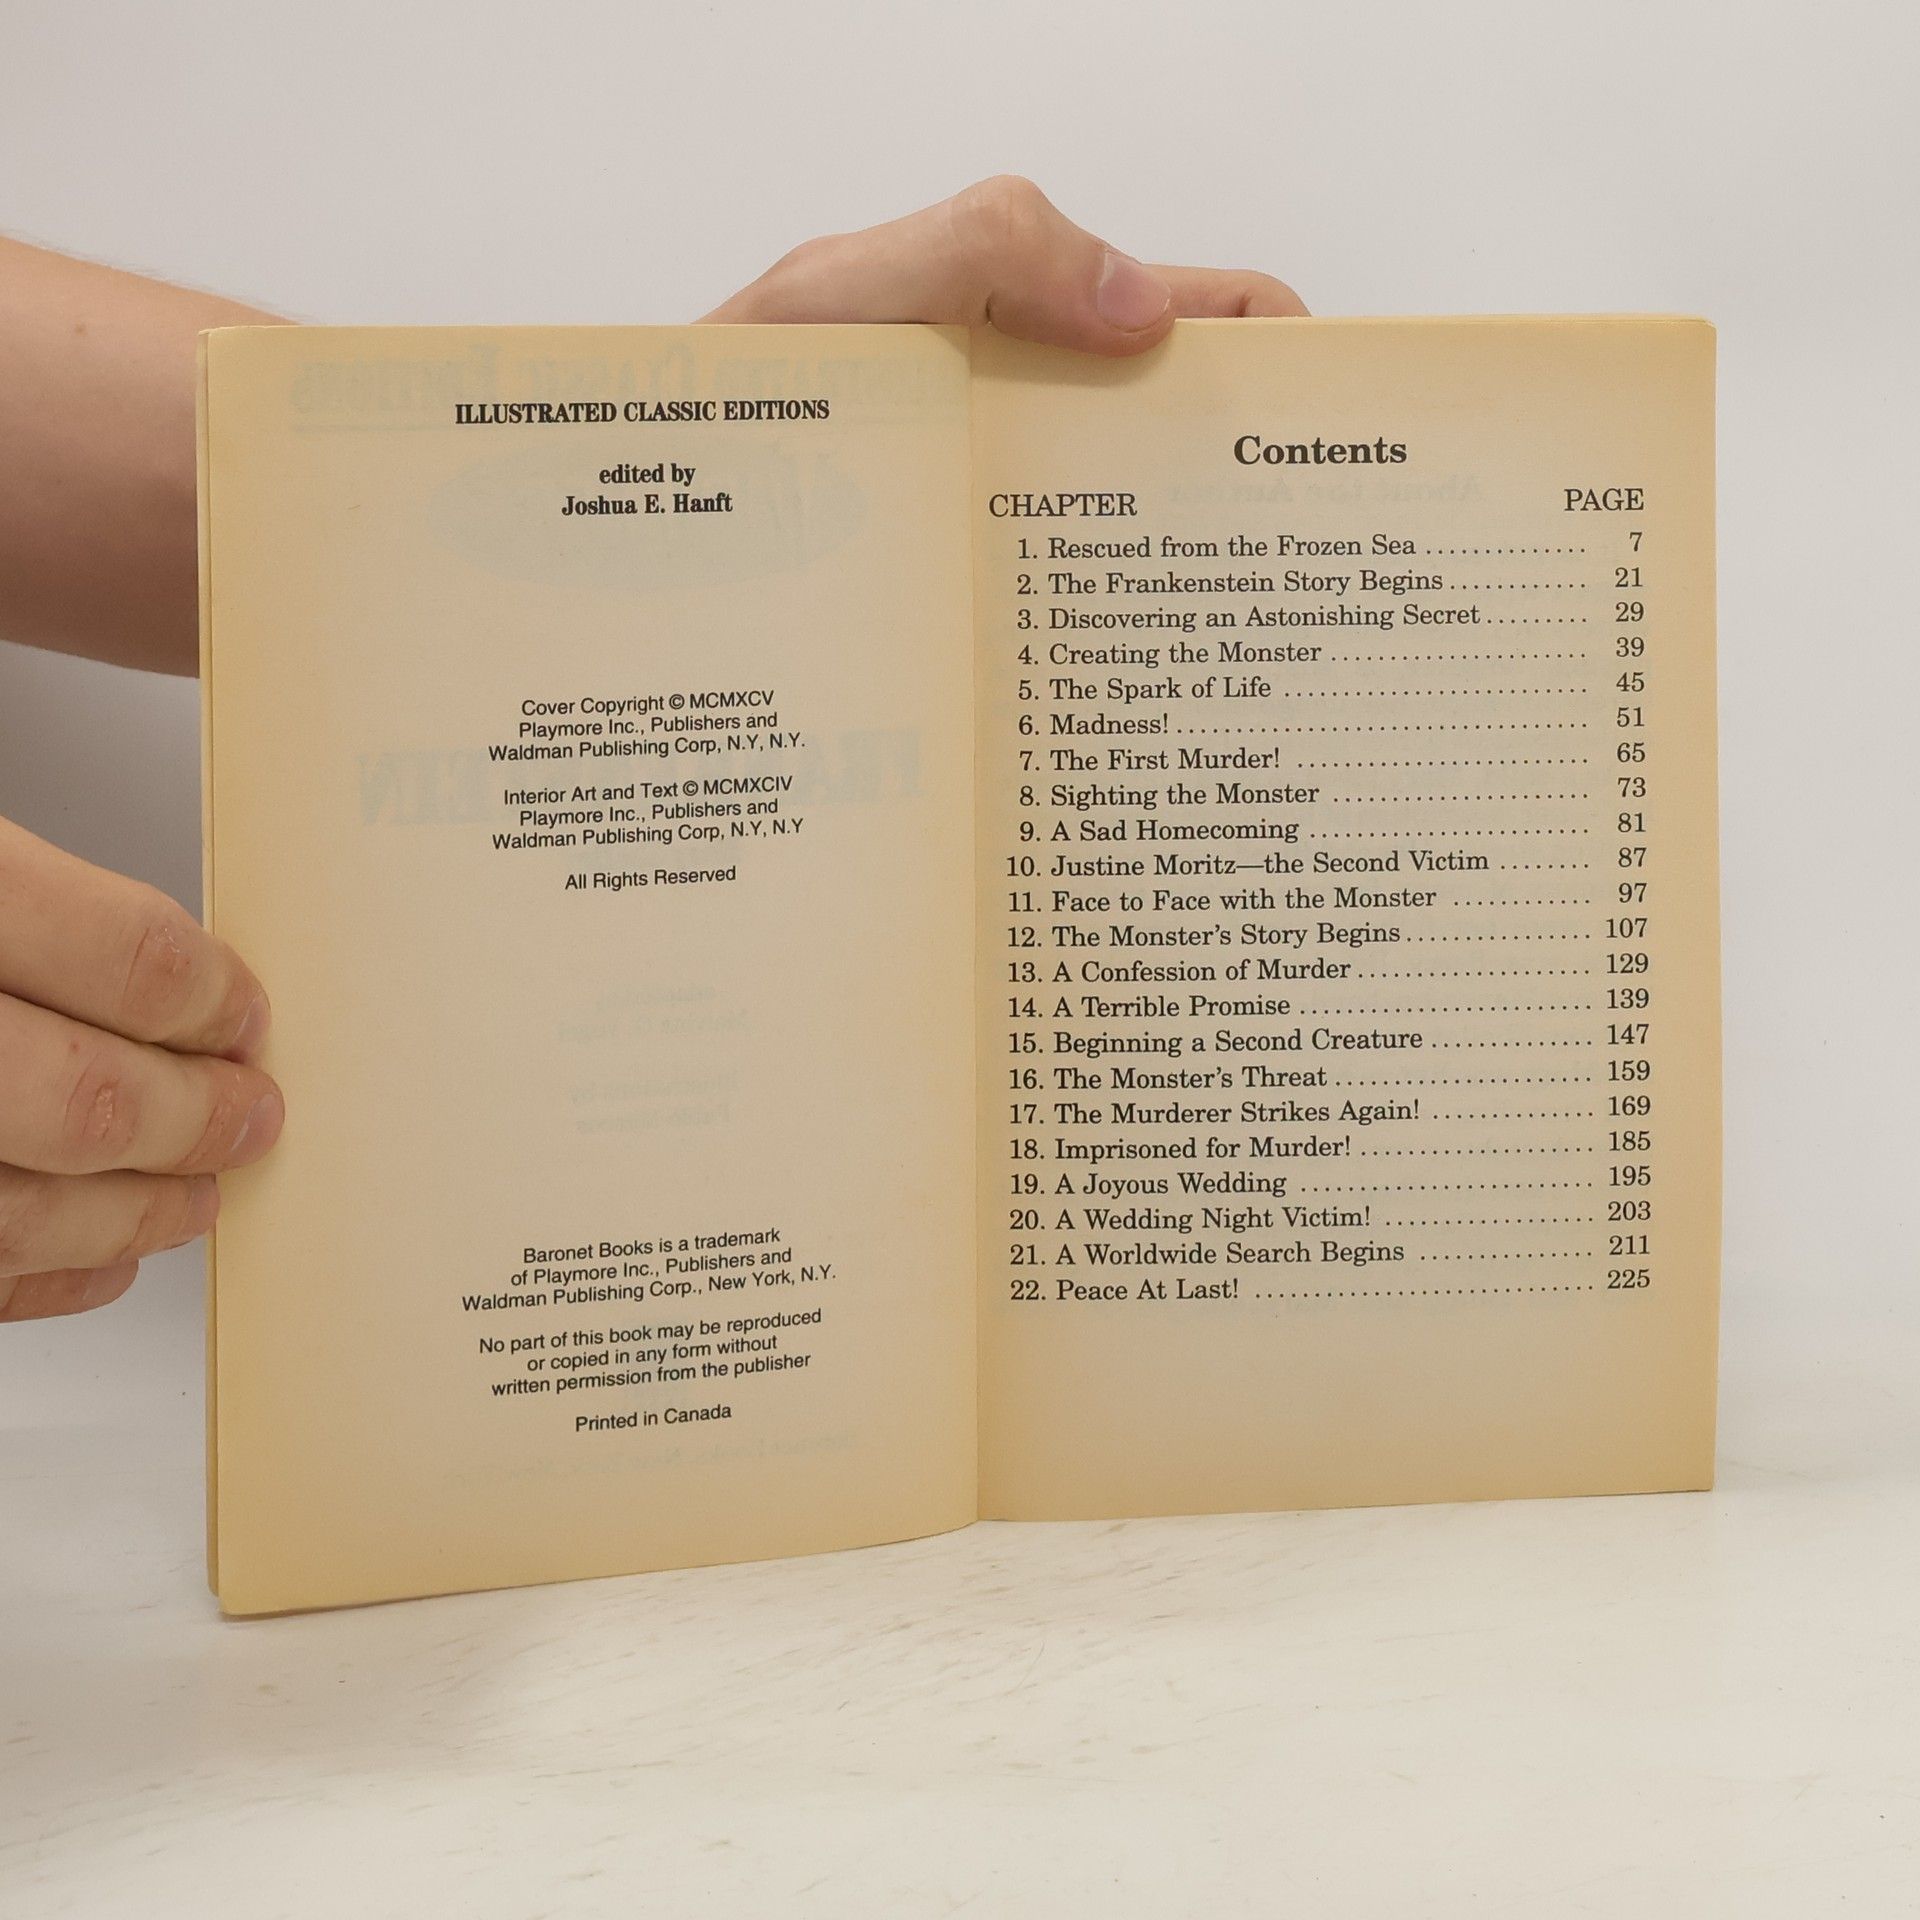 ILLUSTRATED CLASSIC EDITIONS
edited by
Joshua E. Hanft
Cover Copyright © MCMXCV
Playmore Inc., Publishers and
Waldman Publishing Corp, N.Y, N.Y.
Interior Art and Text © MCMXCIV
Playmore Inc., Publishers and
Waldman Publishing Corp, N.Y, N.Y
All Rights Reserved
Baronet Books is a trademark
of Playmore Inc., Publishers and
Waldman Publishing Corp., New York, N.Y.
No part of this book may be reproduced
or copied in any form without
written permission from the publisher
Printed in Canada
Contents
CHAPTER PAGE
1. Rescued from the Frozen Sea .............. 7
2. The Frankenstein Story Begins ............ 21
3. Discovering an Astonishing Secret ......... 29
4. Creating the Monster ...................... 39
5. The Spark of Life .......................... 45
6. Madness! ................................... 51
7. The First Murder! ......................... 65
8. Sighting the Monster ...................... 73
9. A Sad Homecoming ........................ 81
10. Justine Moritz—the Second Victim ........ 87
11. Face to Face with the Monster ............ 97
12. The Monster's Story Begins ................ 107
13. A Confession of Murder .................... 129
14. A Terrible Promise ......................... 139
15. Beginning a Second Creature .............. 147
16. The Monster's Threat ...................... 159
17. The Murderer Strikes Again! .............. 169
18. Imprisoned for Murder! .................... 185
19. A Joyous Wedding ......................... 195
20. A Wedding Night Victim! .................. 203
21. A Worldwide Search Begins ............... 211
22. Peace At Last! ............................. 225